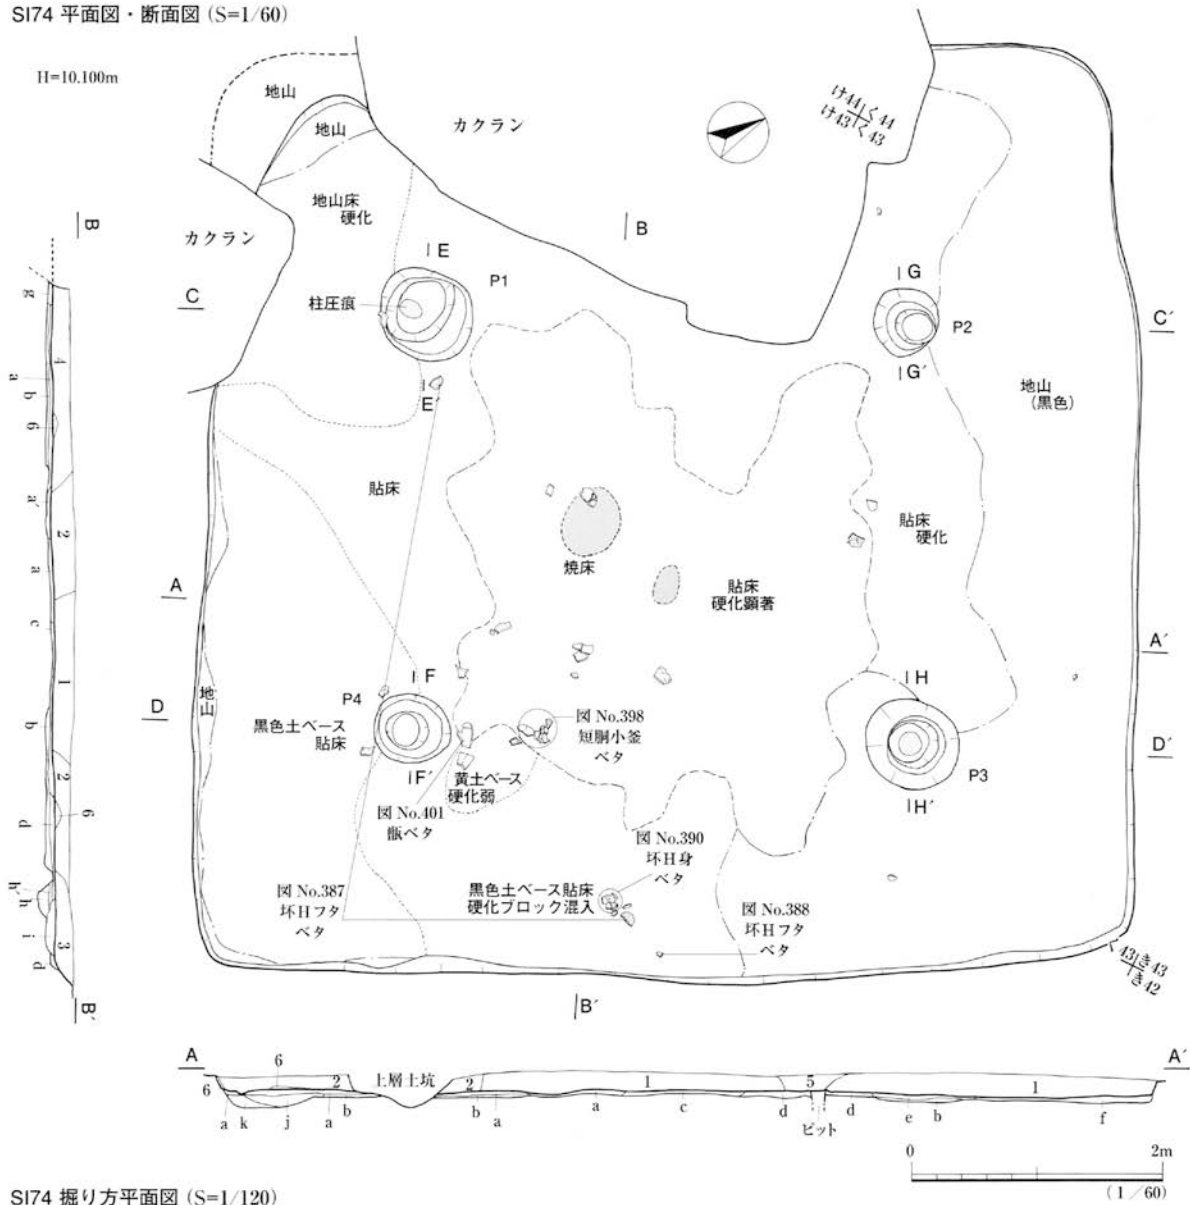 SI74 平面図・断面図 (S=1/60)
H=10.100m
地山
地山
カクラン
け44 く44
け43 く43
地山床
硬化
B
B
カクラン
E
P1
G
C
柱圧痕
P2
C′
G′
E′
地山
(黒色)
g
4
a
b
6
a′
2
a
c
1
b
2
6
d
h′
h
i
3
d
B′
貼床
貼床
硬化
焼床
貼床
硬化顕著
A
A′
地山
F
H
D
P4
黒色土ベース
貼床
図 No.398
短胴小釜
ベタ
D′
F′
黄土ベース
硬化弱
P3
H′
図 No.401
甑ベタ
図 No.390
坏H身
ベタ
図 No.387
坏Hフタ
ベタ
黒色土ベース貼床
硬化ブロック混入
図 No.388
坏Hフタ
ベタ
く43 き43
き42
B′
A
A′
6
6
2
上層土坑
2
1
5
1
a
k
j
a
b
b
a
a
c
d
ピット
d
e
b
f
0
2m
(1/60)
SI74 掘り方平面図 (S=1/120)